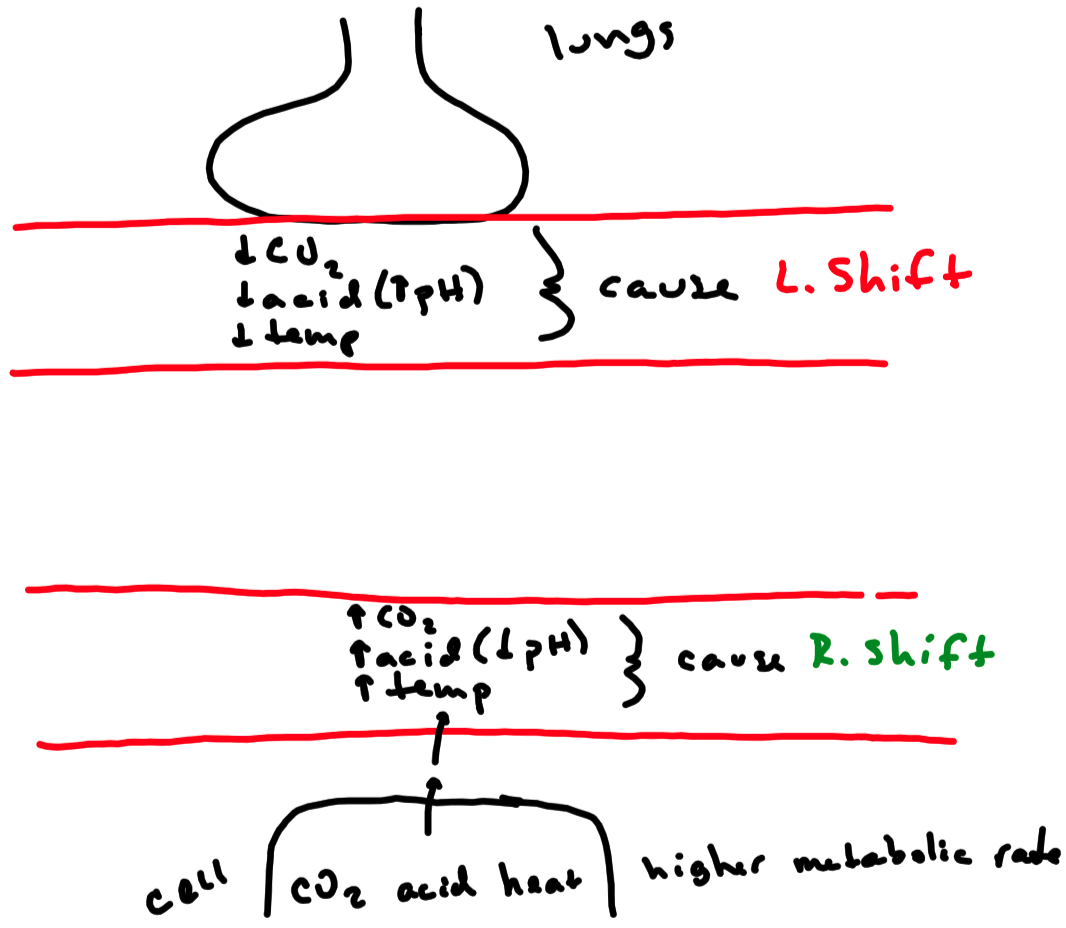 lungs
↓CO₂
↓acid(↑pH)
↓temp
cause L. Shift
↑CO₂
↑acid(↓pH)
↑temp
cause R. shift
cell
CO₂ acid heat
higher metabolic rate